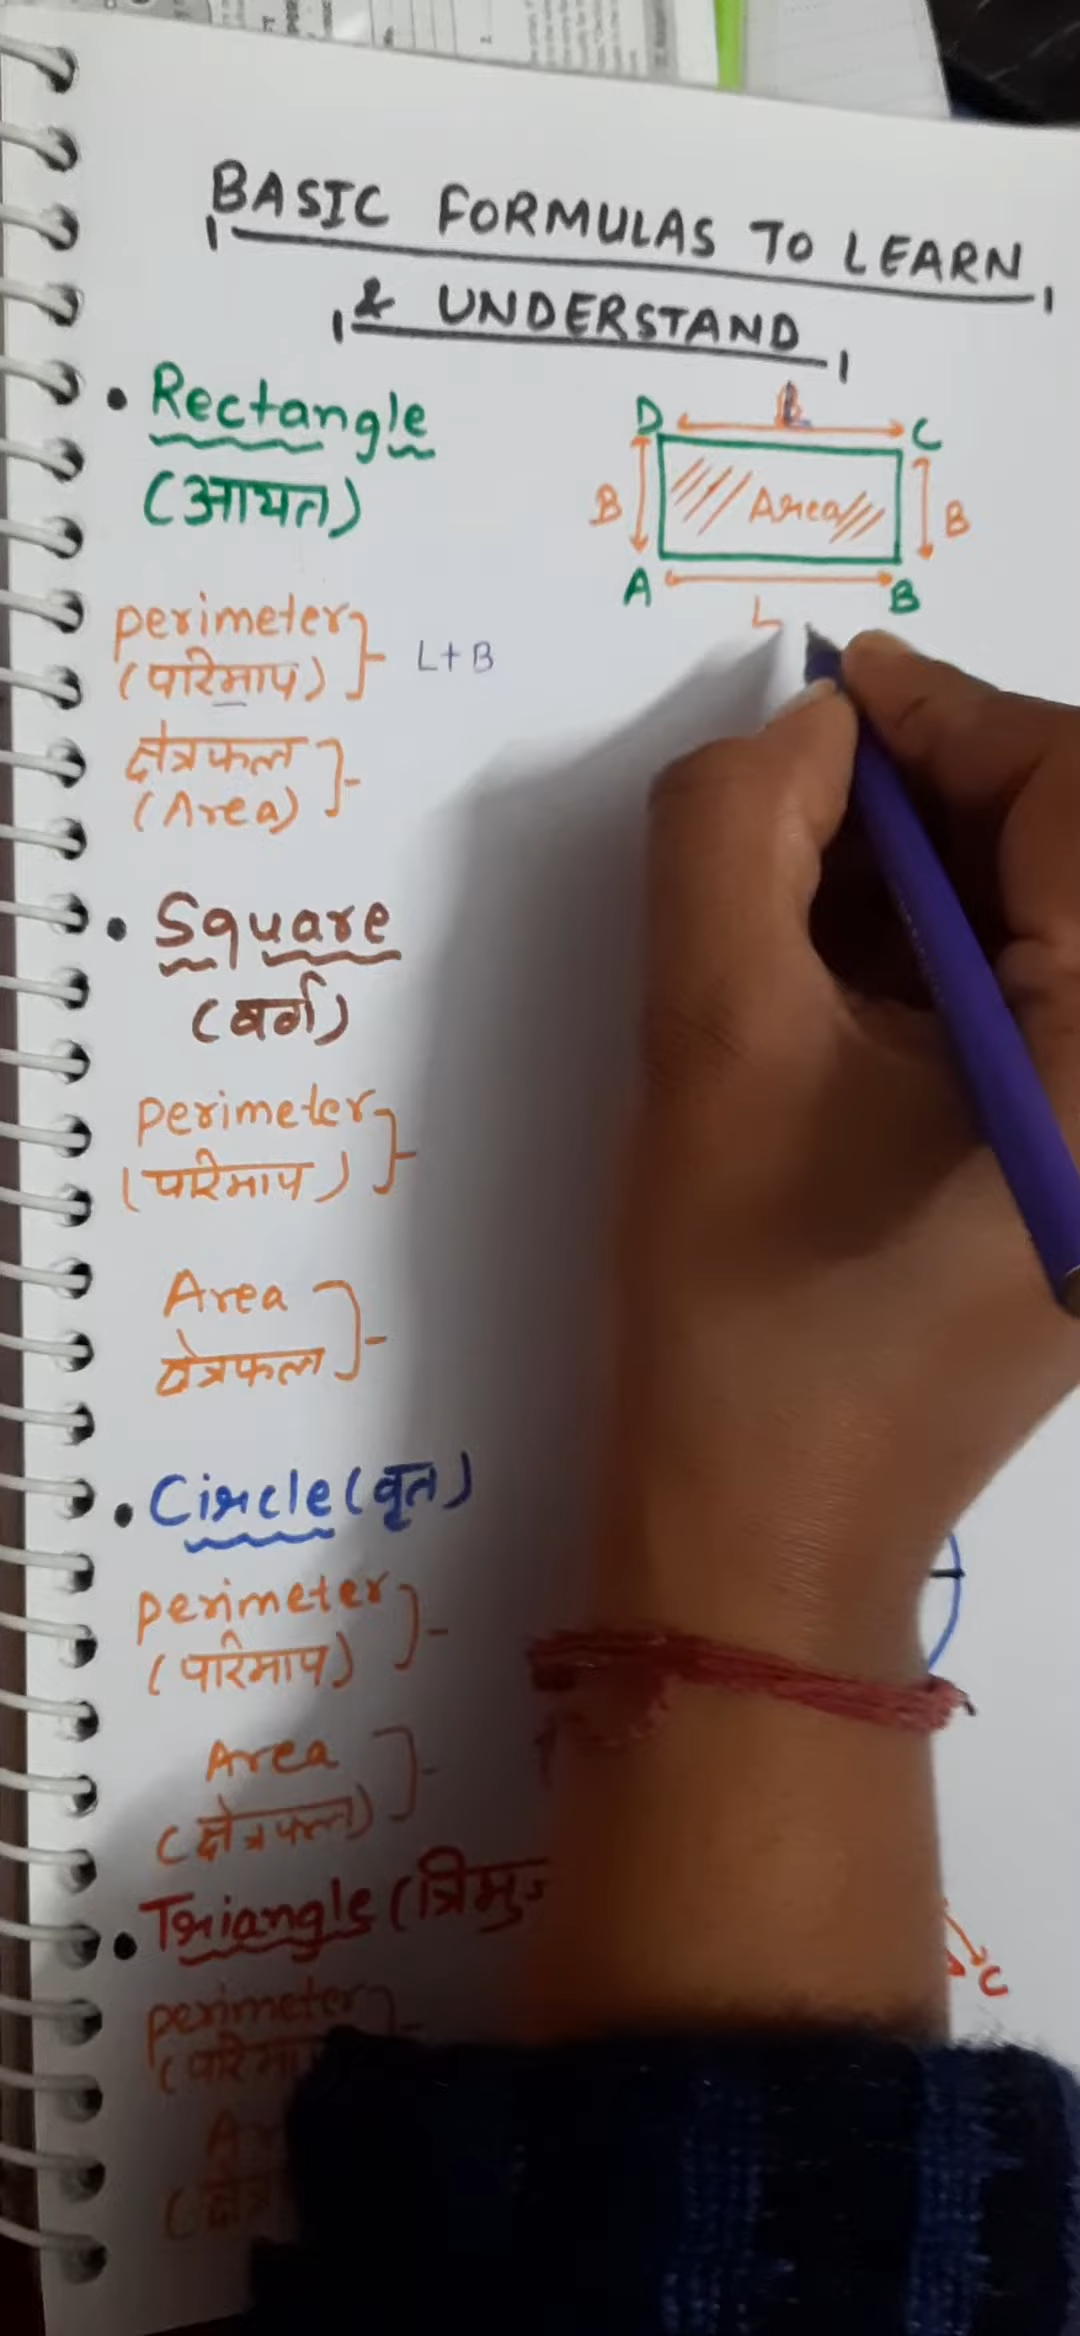 BASIC FORMULAS TO LEARN
& UNDERSTAND
• Rectangle
(आयत)
D L C
B Area B
A B
L
perimeter
(परिमाप) L+B
क्षेत्रफल
(Area)
• Square
(वर्ग)
perimeter
(परिमाप)
Area
क्षेत्रफल
• Circle (वृत)
perimeter
(परिमाप)
Area
(क्षेत्रफल)
• Triangle
C
perimeter